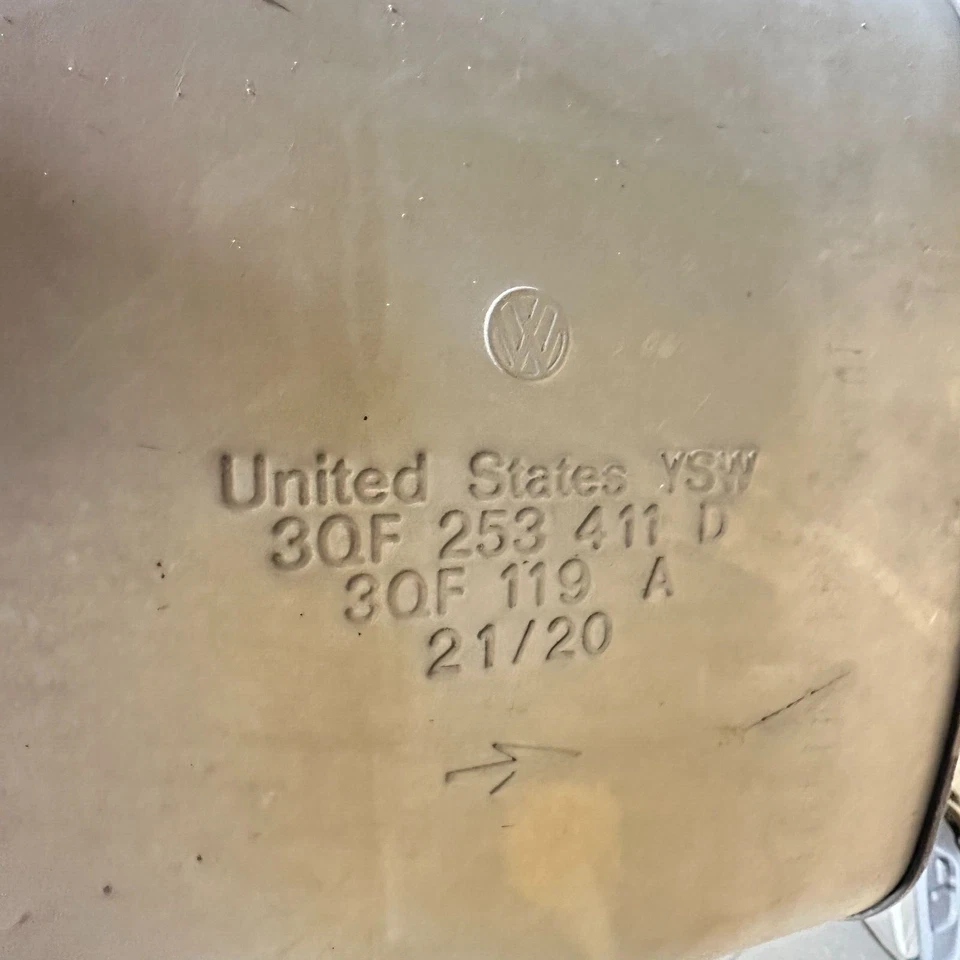 United States YSW
3QF 253 411 D
3QF 119 A
21/20